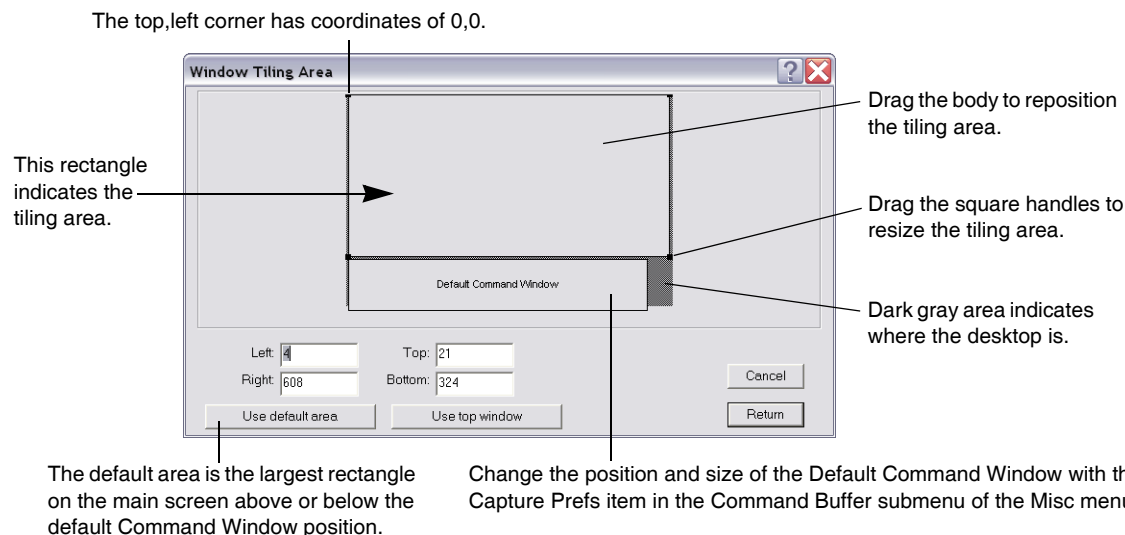 The top,left corner has coordinates of 0,0.
Window Tiling Area
Drag the body to reposition
the tiling area.
This rectangle
indicates the
tiling area.
Drag the square handles to
resize the tiling area.
Default Command Window
Dark gray area indicates
where the desktop is.
Left: 4
Top: 21
Right: 608
Bottom: 324
Cancel
Use default area
Use top window
Return
The default area is the largest rectangle
on the main screen above or below the
default Command Window position.
Change the position and size of the Default Command Window with th
Capture Prefs item in the Command Buffer submenu of the Misc menu